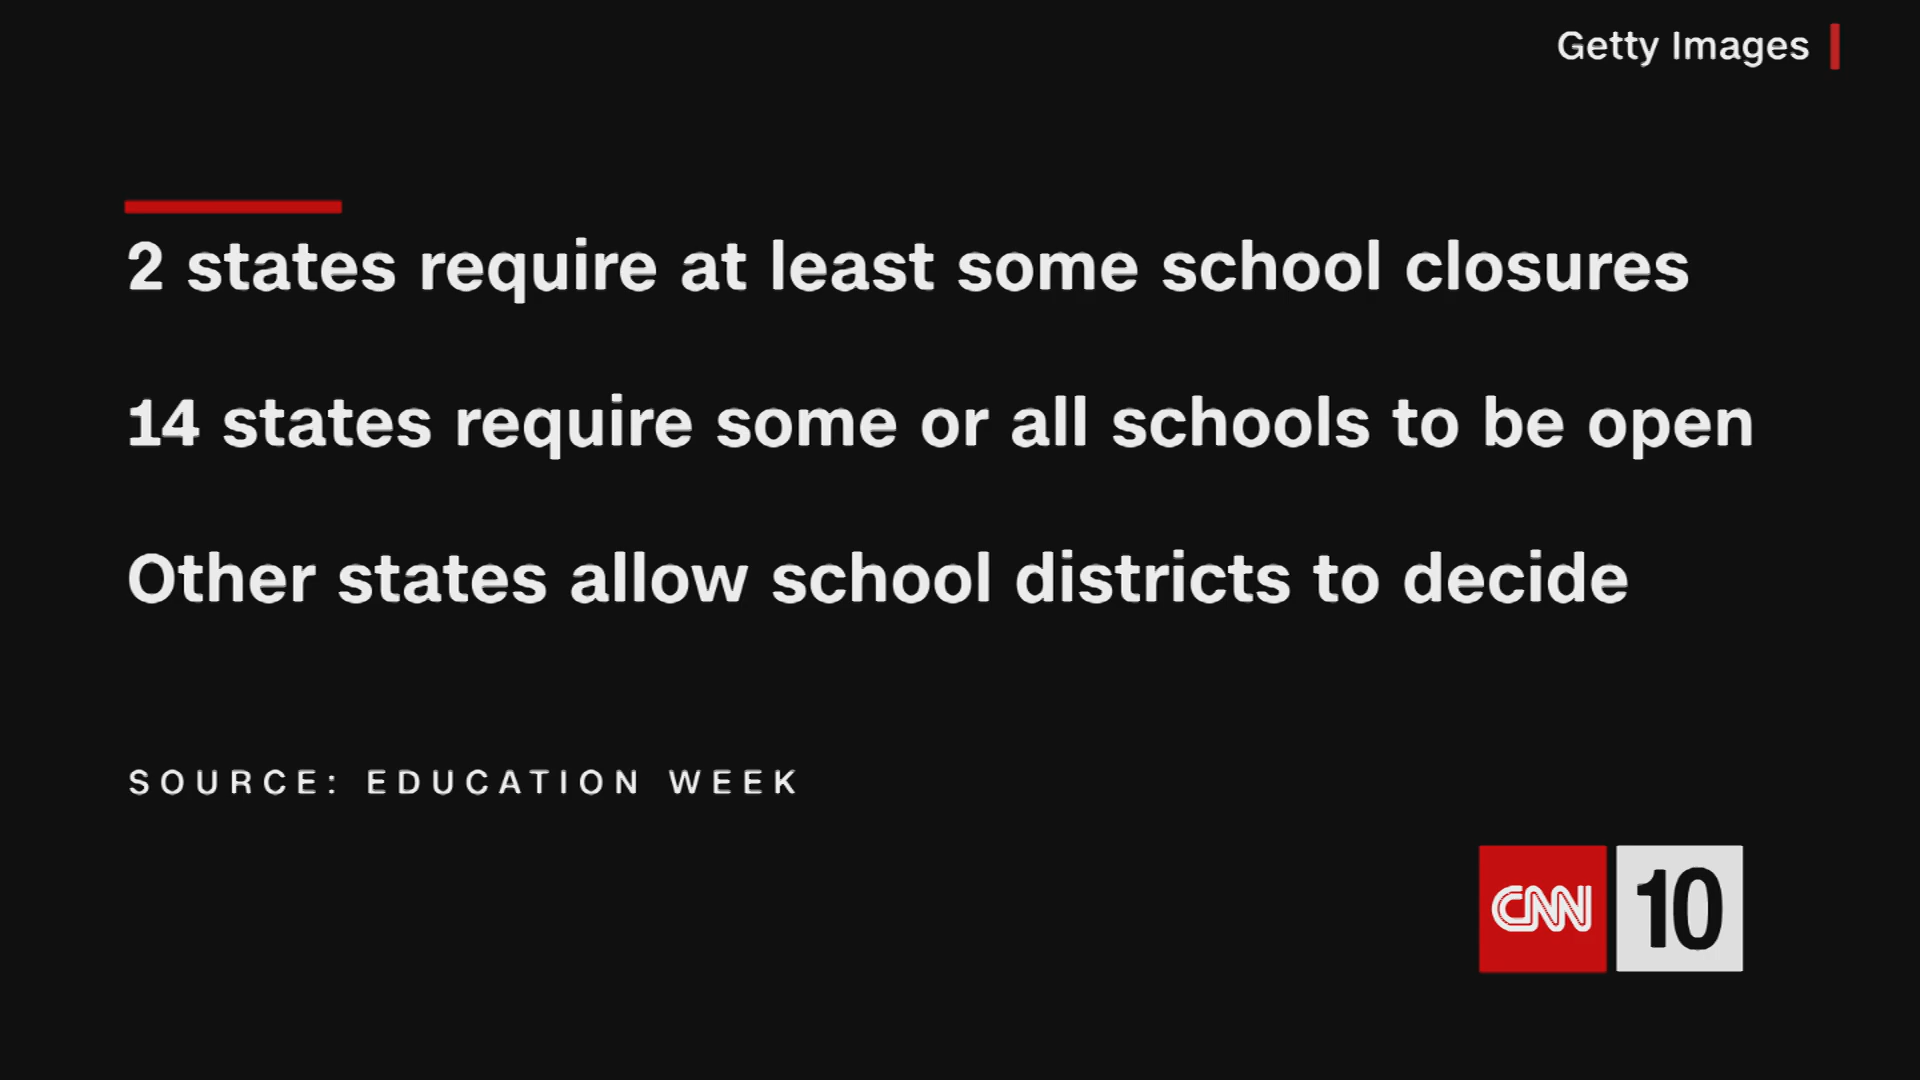 Getty Images
2 states require at least some school closures
14 states require some or all schools to be open
Other states allow school districts to decide
SOURCE: EDUCATION WEEK
CNN 10